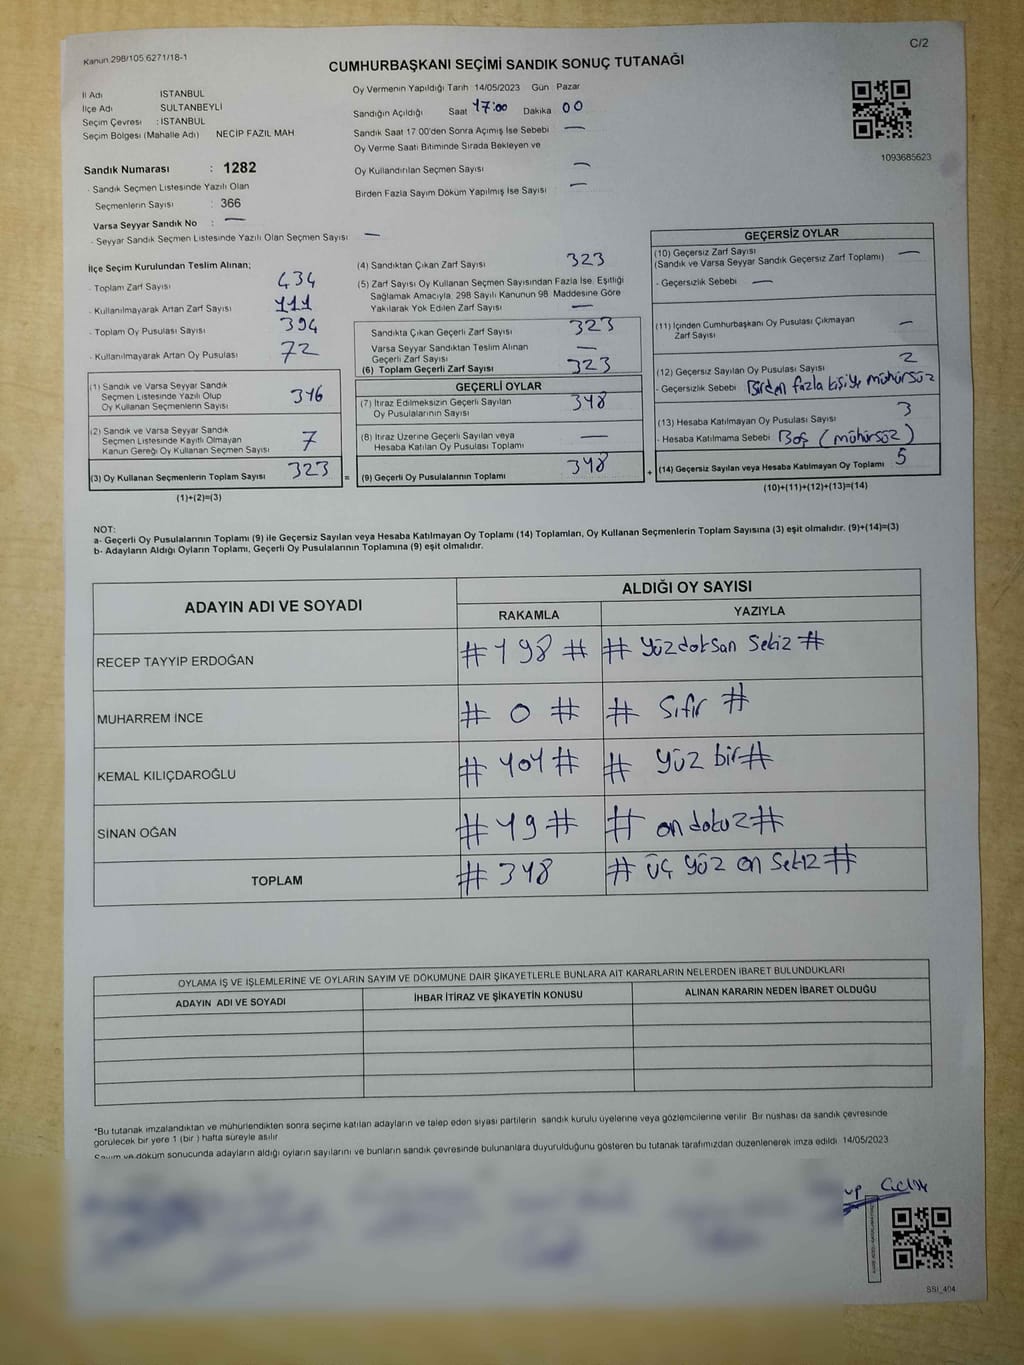 Kanun 298/105 6271/18-1
C/2
CUMHURBAŞKANI SEÇİMİ SANDIK SONUÇ TUTANAĞI
İl Adı İSTANBUL
İlçe Adı SULTANBEYLİ
Seçim Çevresi : İSTANBUL
Seçim Bölgesi (Mahalle Adı) NECİP FAZIL MAH
Sandık Numarası : 1282
- Sandık Seçmen Listesinde Yazılı Olan
Seçmenlerin Sayısı : 366
Varsa Seyyar Sandık No : —
- Seyyar Sandık Seçmen Listesinde Yazılı Olan Seçmen Sayısı —
Oy Vermenin Yapıldığı Tarih 14/05/2023 Gün Pazar
Sandığın Açıldığı Saat 17:00 Dakika 00
Sandık Saat 17 00'den Sonra Açımış İse Sebebi —
Oy Verme Saati Bitiminde Sırada Bekleyen ve
Oy Kullandırılan Seçmen Sayısı —
Birden Fazla Sayım Döküm Yapılmış İse Sayısı —
1093685623
İlçe Seçim Kurulundan Teslim Alınan;
- Toplam Zarf Sayısı 434
- Kullanılmayarak Artan Zarf Sayısı 111
- Toplam Oy Pusulası Sayısı 394
- Kullanılmayarak Artan Oy Pusulası 72
(1) Sandık ve Varsa Seyyar Sandık
Seçmen Listesinde Yazılı Olup
Oy Kullanan Seçmenlerin Sayısı 316
(2) Sandık ve Varsa Seyyar Sandık
Seçmen Listesinde Kayıtlı Olmayan
Kanun Gereği Oy Kullanan Seçmen Sayısı 7
(3) Oy Kullanan Seçmenlerin Toplam Sayısı 323 =
(1)+(2)=(3)
(4) Sandıktan Çıkan Zarf Sayısı 323
(5) Zarf Sayısı Oy Kullanan Seçmen Sayısından Fazla İse, Eşitliği
Sağlamak Amacıyla, 298 Sayılı Kanunun 98. Maddesine Göre
Yakılarak Yok Edilen Zarf Sayısı —
Sandıkta Çıkan Geçerli Zarf Sayısı 323
Varsa Seyyar Sandıktan Teslim Alınan
Geçerli Zarf Sayısı —
(6) Toplam Geçerli Zarf Sayısı 323
GEÇERLİ OYLAR
(7) İtiraz Edilmeksizin Geçerli Sayılan
Oy Pusulalarının Sayısı 318
(8) İtiraz Üzerine Geçerli Sayılan veya
Hesaba Katılan Oy Pusulası Toplamı —
(9) Geçerli Oy Pusulalarının Toplamı 318 +
GEÇERSİZ OYLAR
(10) Geçersiz Zarf Sayısı
(Sandık ve Varsa Seyyar Sandık Geçersiz Zarf Toplamı) —
- Geçersizlik Sebebi —
(11) İçinden Cumhurbaşkanı Oy Pusulası Çıkmayan
Zarf Sayısı —
(12) Geçersiz Sayılan Oy Pusulası Sayısı 2
- Geçersizlik Sebebi Birden fazla kişiye mühürsüz
(13) Hesaba Katılmayan Oy Pusulası Sayısı 3
- Hesaba Katılmama Sebebi Boş (mühürsüz)
(14) Geçersiz Sayılan veya Hesaba Katılmayan Oy Toplamı 5
(10)+(11)+(12)+(13)=(14)
NOT:
a- Geçerli Oy Pusulalarının Toplamı (9) ile Geçersiz Sayılan veya Hesaba Katılmayan Oy Toplamı (14) Toplamları, Oy Kullanan Seçmenlerin Toplam Sayısına (3) eşit olmalıdır. (9)+(14)=(3)
b- Adayların Aldığı Oyların Toplamı, Geçerli Oy Pusulalarının Toplamına (9) eşit olmalıdır.
ADAYIN ADI VE SOYADI ALDIĞI OY SAYISI
RAKAMLA YAZIYLA
RECEP TAYYIP ERDOĞAN # 198 # # yüzdoksan sekiz #
MUHARREM İNCE # 0 # # Sıfır #
KEMAL KILIÇDAROĞLU # 101 # # yüz bir #
SİNAN OĞAN # 19 # # on dokuz #
TOPLAM # 318 # üç yüz on sekiz #
OYLAMA İŞ VE İŞLEMLERİNE VE OYLARIN SAYIM VE DÖKÜMÜNE DAİR ŞİKAYETLERLE BUNLARA AİT KARARLARIN NELERDEN İBARET BULUNDUKLARI
ADAYIN ADI VE SOYADI İHBAR İTİRAZ VE ŞİKAYETİN KONUSU ALINAN KARARIN NEDEN İBARET OLDUĞU
*Bu tutanak imzalandıktan ve mühürlendikten sonra seçime katılan adayların ve talep eden siyasi partilerin sandık kurulu üyelerine veya gözlemcilerine verilir. Bir nüshası da sandık çevresinde
görülecek bir yere 1 (bir ) hafta süreyle asılır
Sayım ve döküm sonucunda adayların aldığı oyların sayılarını ve bunların sandık çevresinde bulunanlara duyurulduğunu gösteren bu tutanak tarafımızdan düzenlenerek imza edildi. 14/05/2023
SSI_404